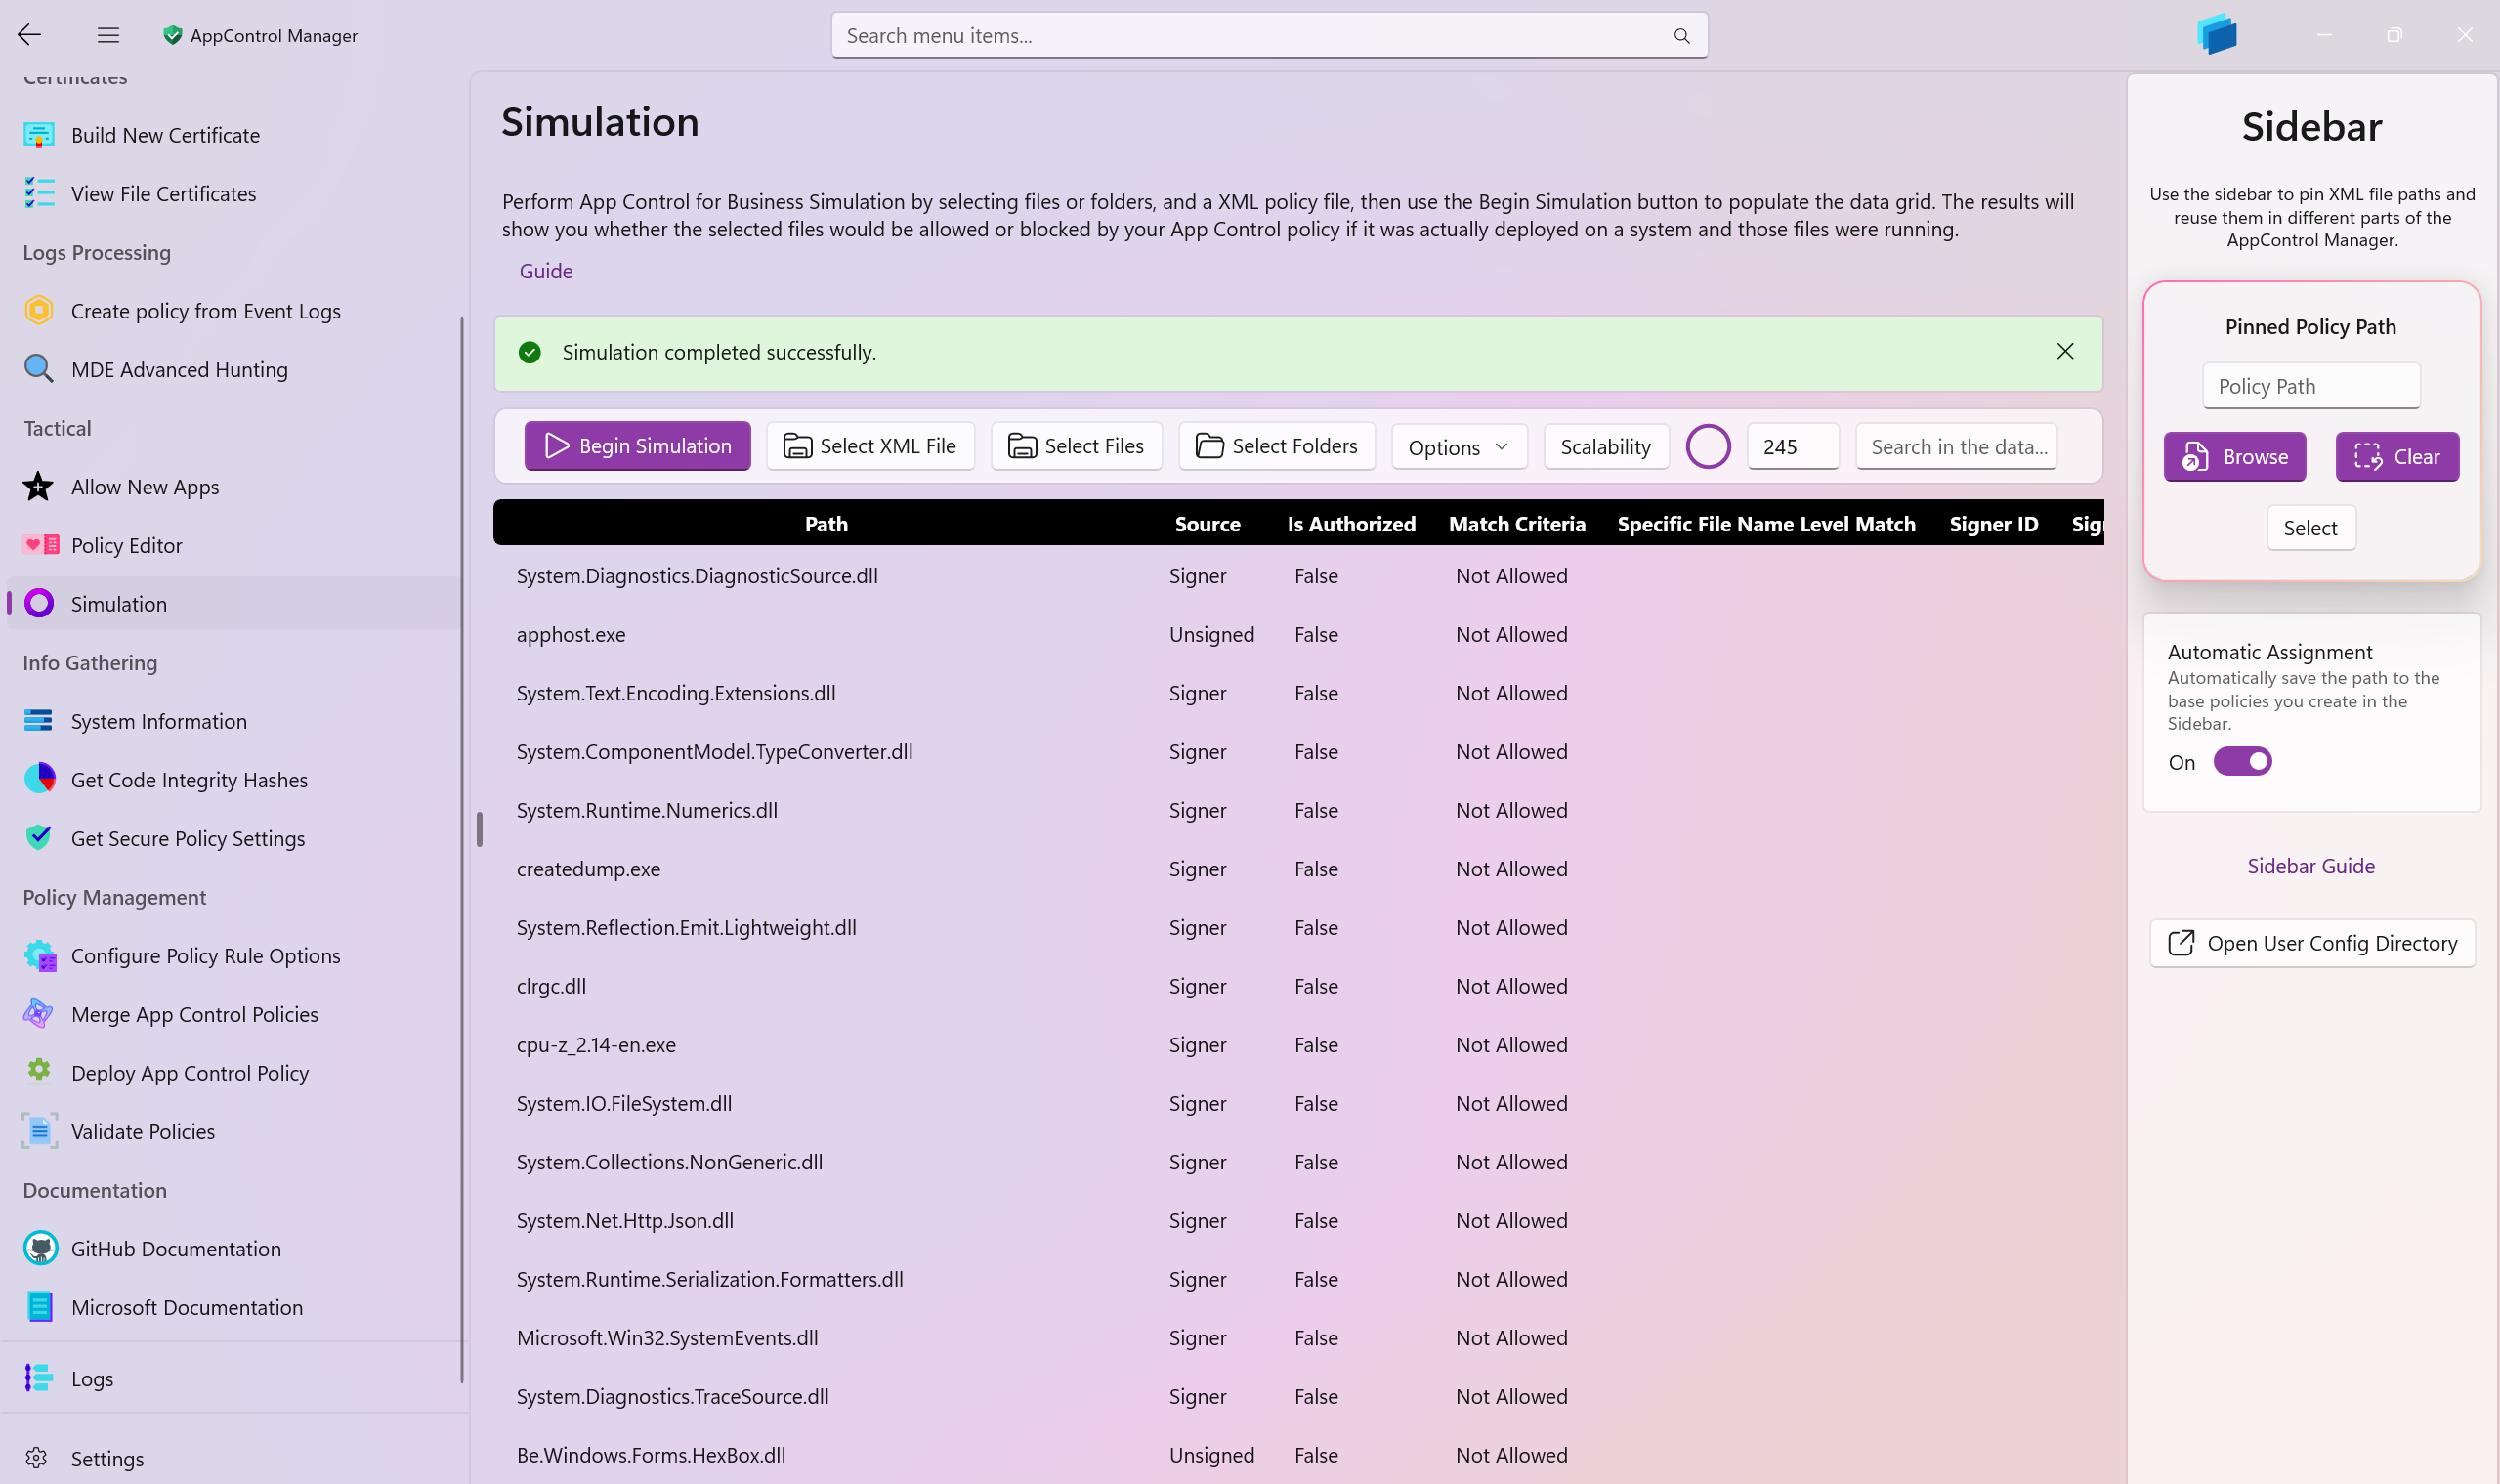 AppControl Manager
Search menu items...
Certificates
Build New Certificate
View File Certificates
Logs Processing
Create policy from Event Logs
MDE Advanced Hunting
Tactical
Allow New Apps
Policy Editor
Simulation
Info Gathering
System Information
Get Code Integrity Hashes
Get Secure Policy Settings
Policy Management
Configure Policy Rule Options
Merge App Control Policies
Deploy App Control Policy
Validate Policies
Documentation
GitHub Documentation
Microsoft Documentation
Logs
Settings
Simulation
Perform App Control for Business Simulation by selecting files or folders, and a XML policy file, then use the Begin Simulation button to populate the data grid. The results will
show you whether the selected files would be allowed or blocked by your App Control policy if it was actually deployed on a system and those files were running.
Guide
Simulation completed successfully.
Begin Simulation Select XML File Select Files Select Folders Options Scalability 245 Search in the data...
Path Source Is Authorized Match Criteria Specific File Name Level Match Signer ID Sig
System.Diagnostics.DiagnosticSource.dll Signer False Not Allowed
apphost.exe Unsigned False Not Allowed
System.Text.Encoding.Extensions.dll Signer False Not Allowed
System.ComponentModel.TypeConverter.dll Signer False Not Allowed
System.Runtime.Numerics.dll Signer False Not Allowed
createdump.exe Signer False Not Allowed
System.Reflection.Emit.Lightweight.dll Signer False Not Allowed
clrgc.dll Signer False Not Allowed
cpu-z_2.14-en.exe Signer False Not Allowed
System.IO.FileSystem.dll Signer False Not Allowed
System.Collections.NonGeneric.dll Signer False Not Allowed
System.Net.Http.Json.dll Signer False Not Allowed
System.Runtime.Serialization.Formatters.dll Signer False Not Allowed
Microsoft.Win32.SystemEvents.dll Signer False Not Allowed
System.Diagnostics.TraceSource.dll Signer False Not Allowed
Be.Windows.Forms.HexBox.dll Unsigned False Not Allowed
Sidebar
Use the sidebar to pin XML file paths and
reuse them in different parts of the
AppControl Manager.
Pinned Policy Path
Policy Path
Browse Clear
Select
Automatic Assignment
Automatically save the path to the
base policies you create in the
Sidebar.
On
Sidebar Guide
Open User Config Directory